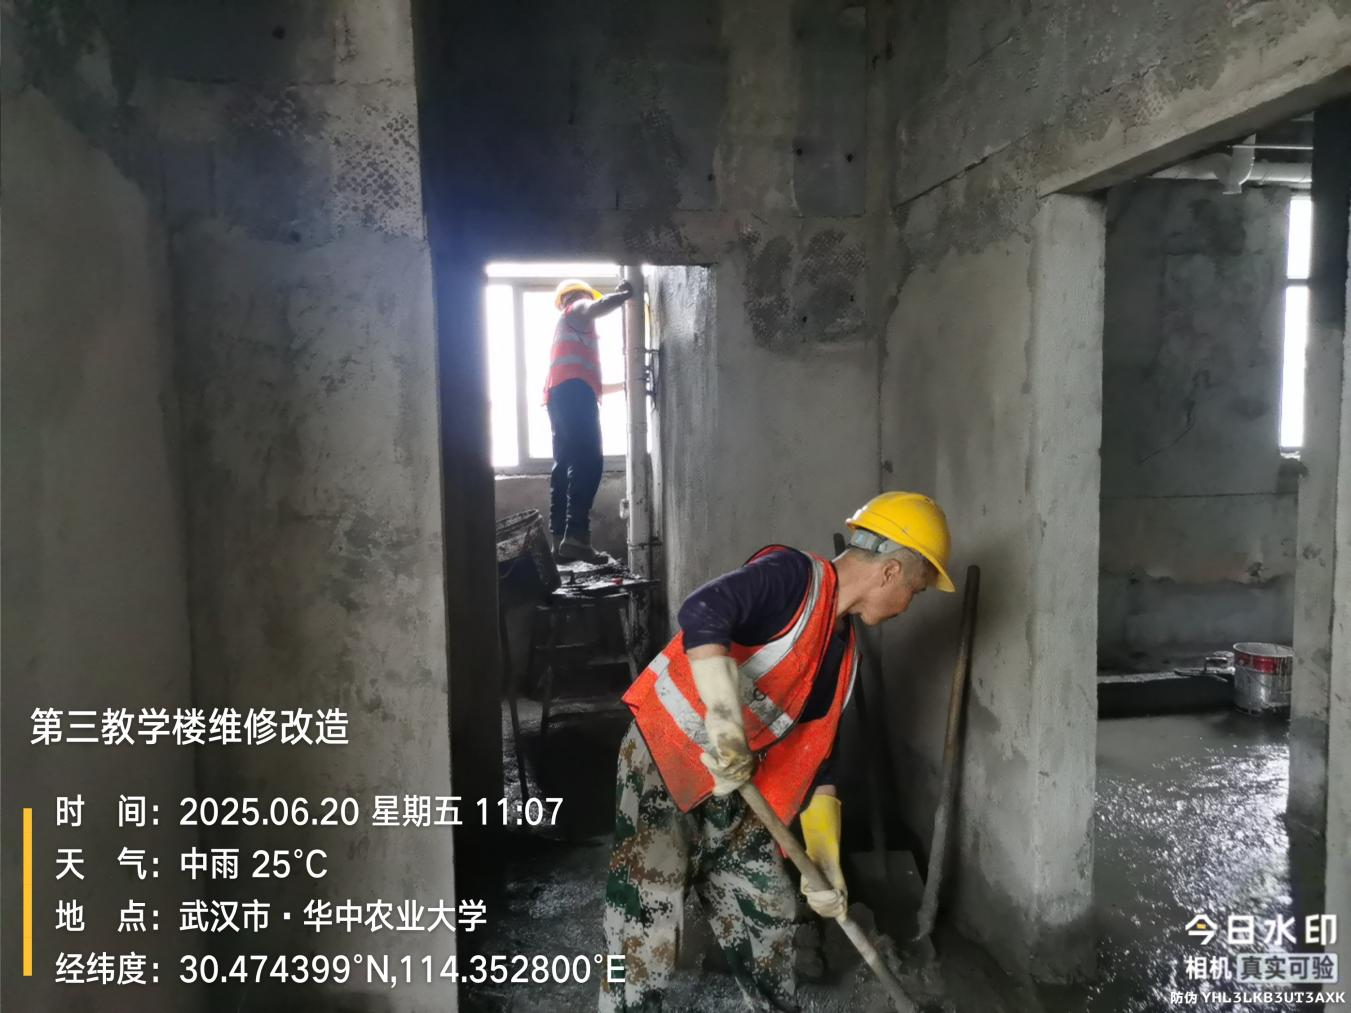 第三教学楼维修改造
时 间：2025.06.20 星期五 11:07
天 气：中雨 25°C
地 点：武汉市·华中农业大学
经纬度：30.474399°N,114.352800°E
今日水印
相机 真实可验
防伪 YHL3LKB3UT3AXK